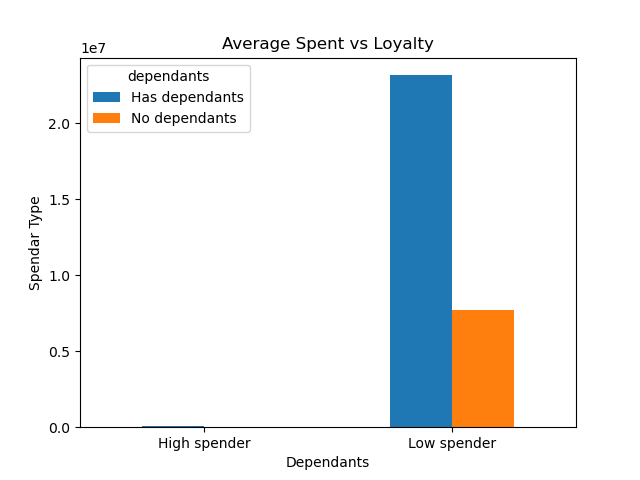 Average Spent vs Loyalty
1e7
dependants
Has dependants
No dependants
2.0
1.5
1.0
0.5
0.0
Spendar Type
High spender
Low spender
Dependants